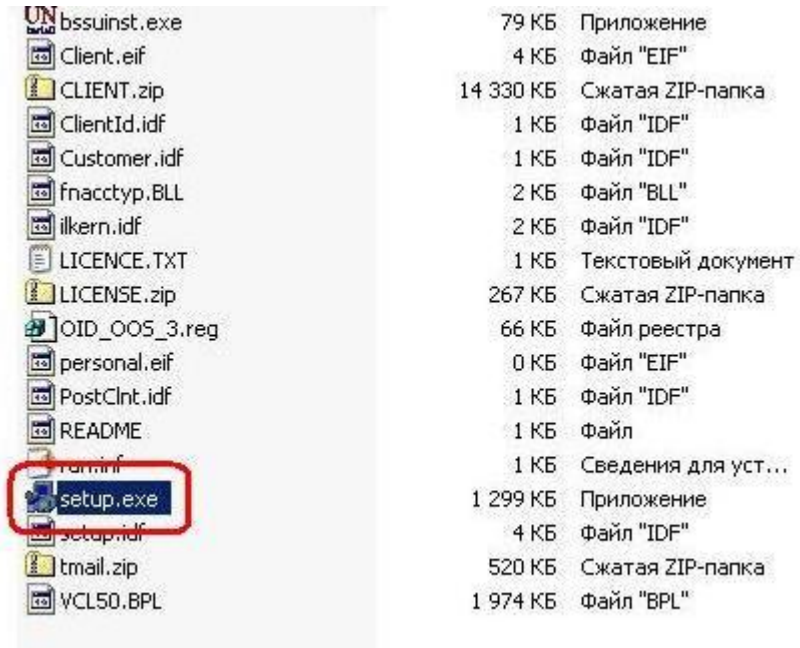 bssuinst.exe 79 КБ Приложение
Client.eif 4 КБ Файл "EIF"
CLIENT.zip 14 330 КБ Сжатая ZIP-папка
ClientId.idf 1 КБ Файл "IDF"
Customer.idf 1 КБ Файл "IDF"
fnacctyp.BLL 2 КБ Файл "BLL"
ilkern.idf 2 КБ Файл "IDF"
LICENCE.TXT 1 КБ Текстовый документ
LICENSE.zip 267 КБ Сжатая ZIP-папка
OID_OOS_3.reg 66 КБ Файл реестра
personal.eif 0 КБ Файл "EIF"
PostClnt.idf 1 КБ Файл "IDF"
README 1 КБ Файл
run.inf 1 КБ Сведения для уст...
setup.exe 1 299 КБ Приложение
setup.idf 4 КБ Файл "IDF"
tmail.zip 520 КБ Сжатая ZIP-папка
VCL50.BPL 1 974 КБ Файл "BPL"